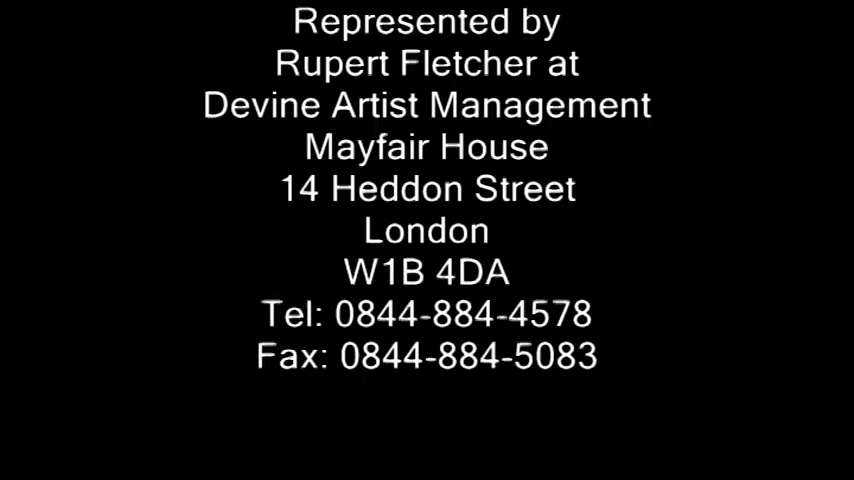 Represented by
Rupert Fletcher at
Devine Artist Management
Mayfair House
14 Heddon Street
London
W1B 4DA
Tel: 0844-884-4578
Fax: 0844-884-5083